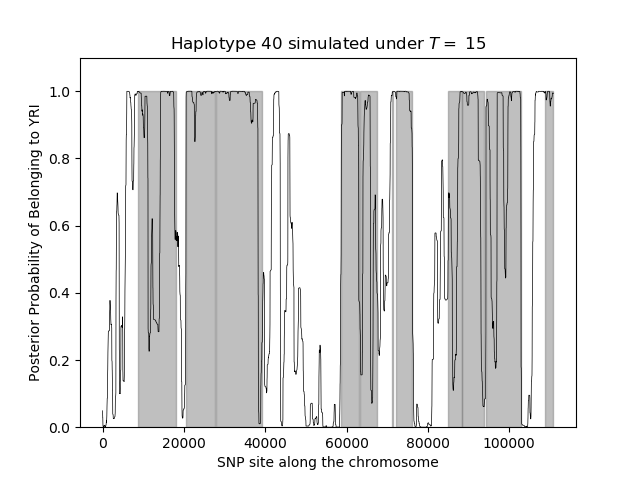 Haplotype 40 simulated under T = 15
Posterior Probability of Belonging to YRI
1.0
0.8
0.6
0.4
0.2
0.0
0 20000 40000 60000 80000 100000
SNP site along the chromosome